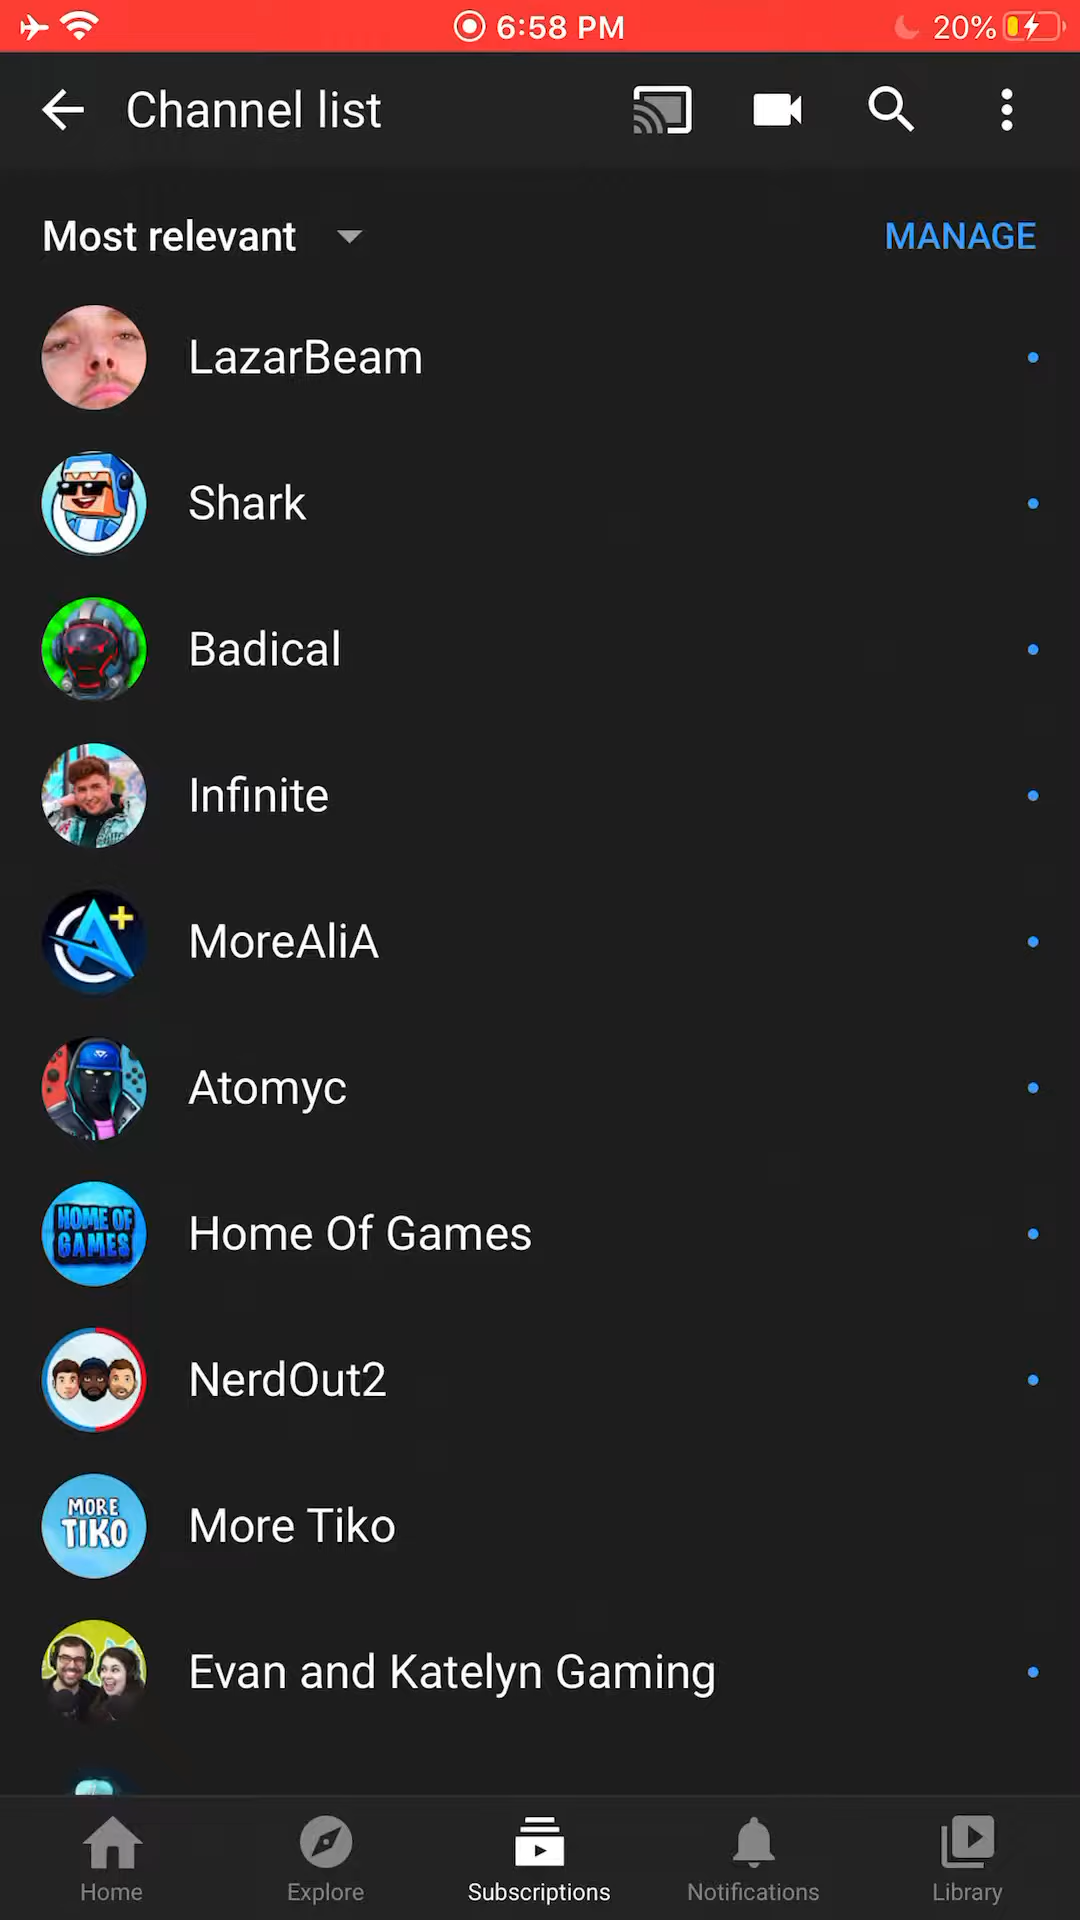 6:58 PM
20%
Channel list
Most relevant
MANAGE
LazarBeam
Shark
Badical
Infinite
MoreAliA
Atomyc
HOME OF
GAMES
Home Of Games
NerdOut2
MORE
TIKO
More Tiko
Evan and Katelyn Gaming
Home
Explore
Subscriptions
Notifications
Library